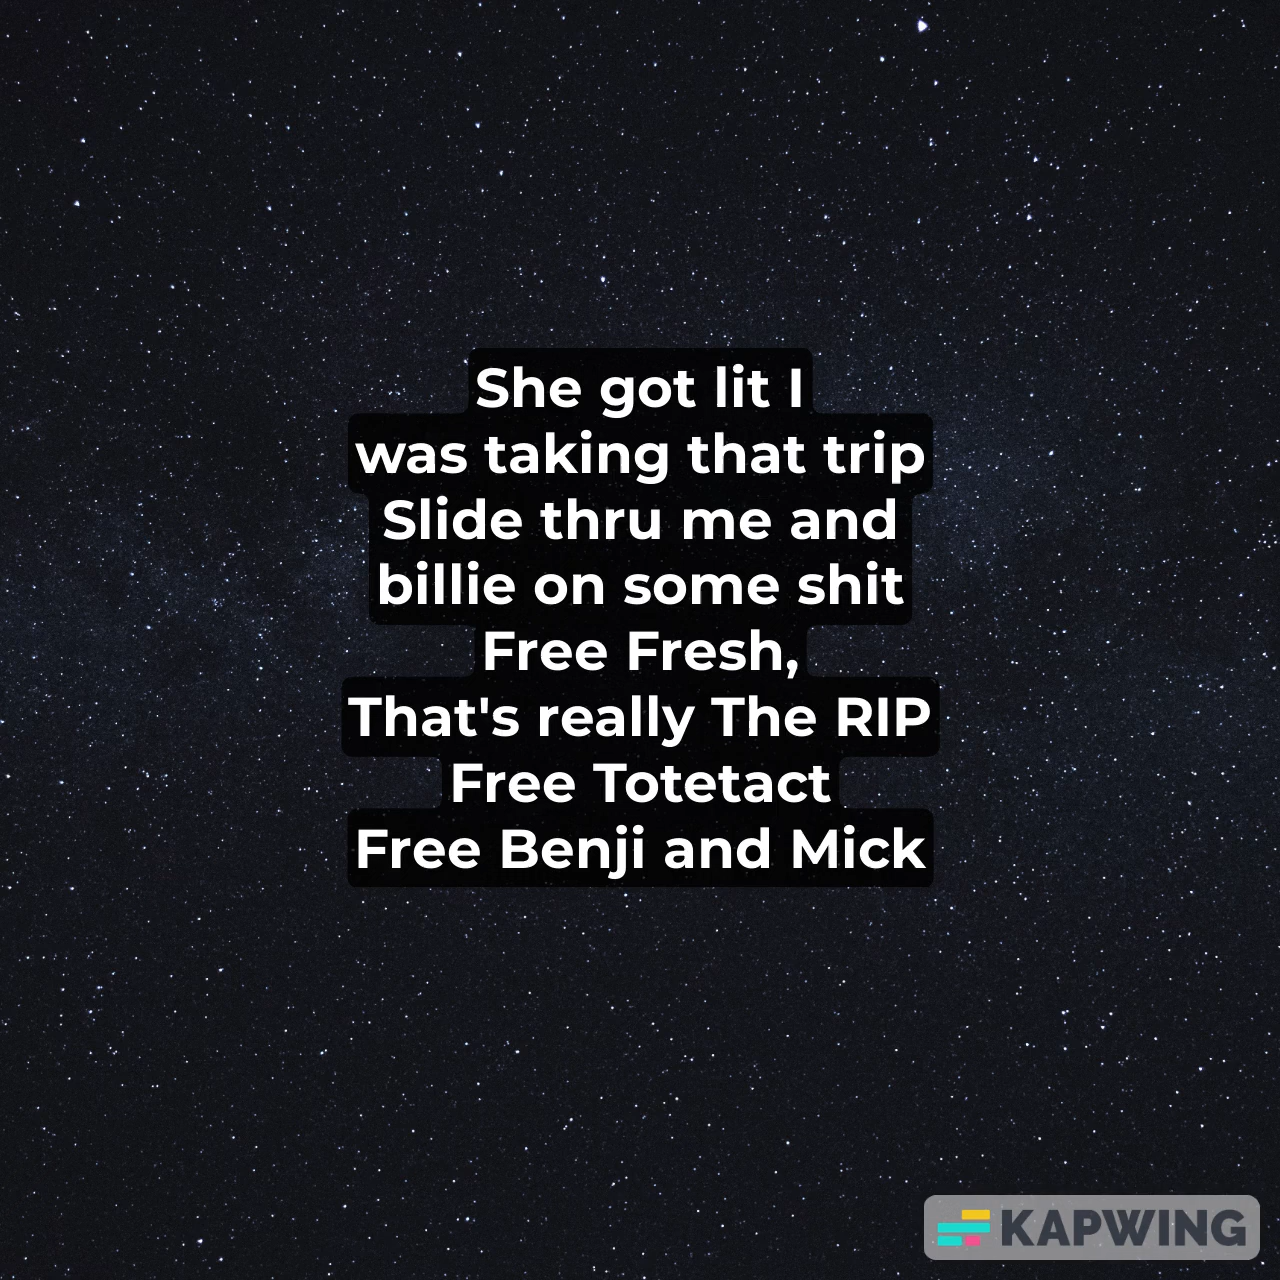 She got lit I
was taking that trip
Slide thru me and
billie on some shit
Free Fresh,
That's really The RIP
Free Totetact
Free Benji and Mick
KAPWING